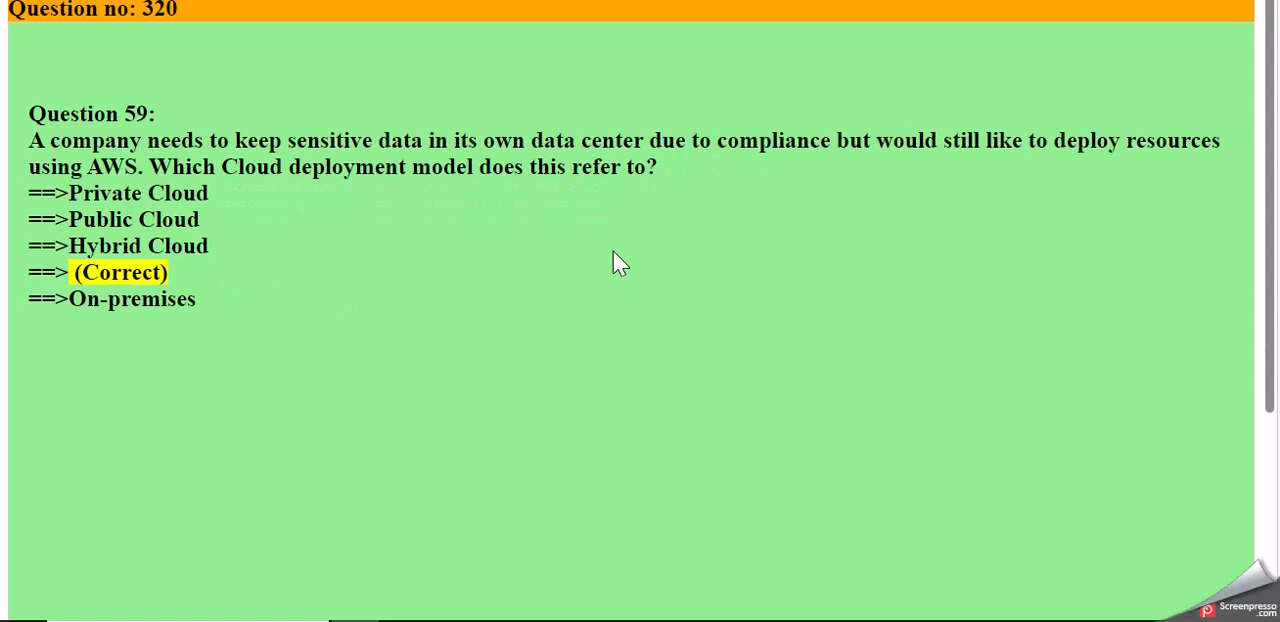 Question no: 320
Question 59:
A company needs to keep sensitive data in its own data center due to compliance but would still like to deploy resources
using AWS. Which Cloud deployment model does this refer to?
==>Private Cloud
==>Public Cloud
==>Hybrid Cloud
==> (Correct)
==>On-premises
Screenpresso
.com